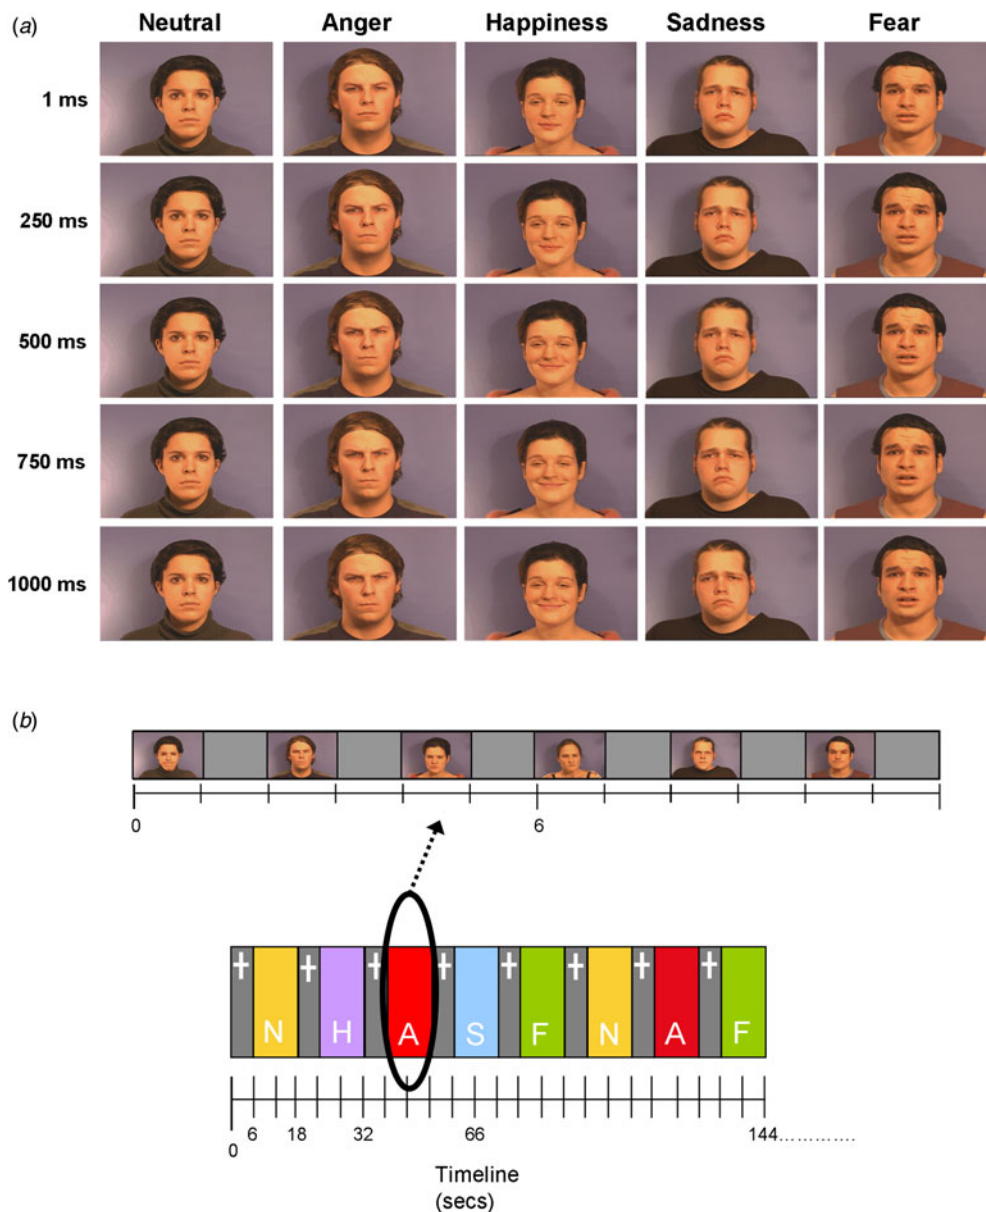 (a)
Neutral Anger Happiness Sadness Fear
1 ms
250 ms
500 ms
750 ms
1000 ms
(b)
0 6
N H A S F N A F
0 6 18 32 66 144.............
Timeline
(secs)